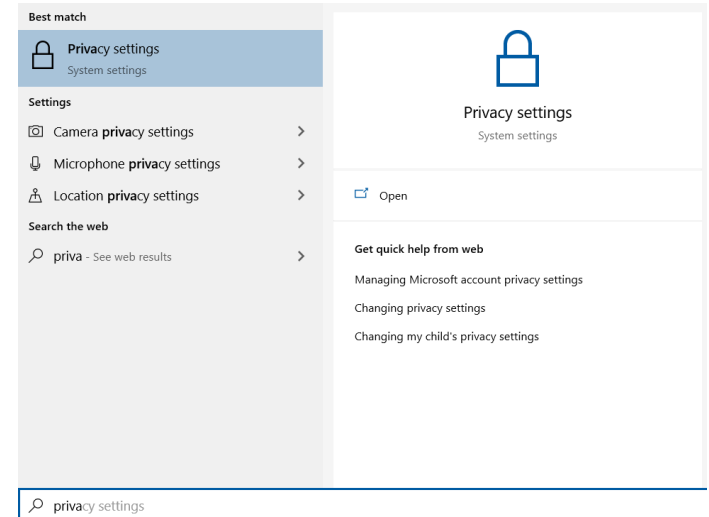 Best match
Privacy settings
System settings
Settings
Camera privacy settings
Microphone privacy settings
Location privacy settings
Search the web
priva - See web results
Privacy settings
System settings
Open
Get quick help from web
Managing Microsoft account privacy settings
Changing privacy settings
Changing my child's privacy settings
privacy settings